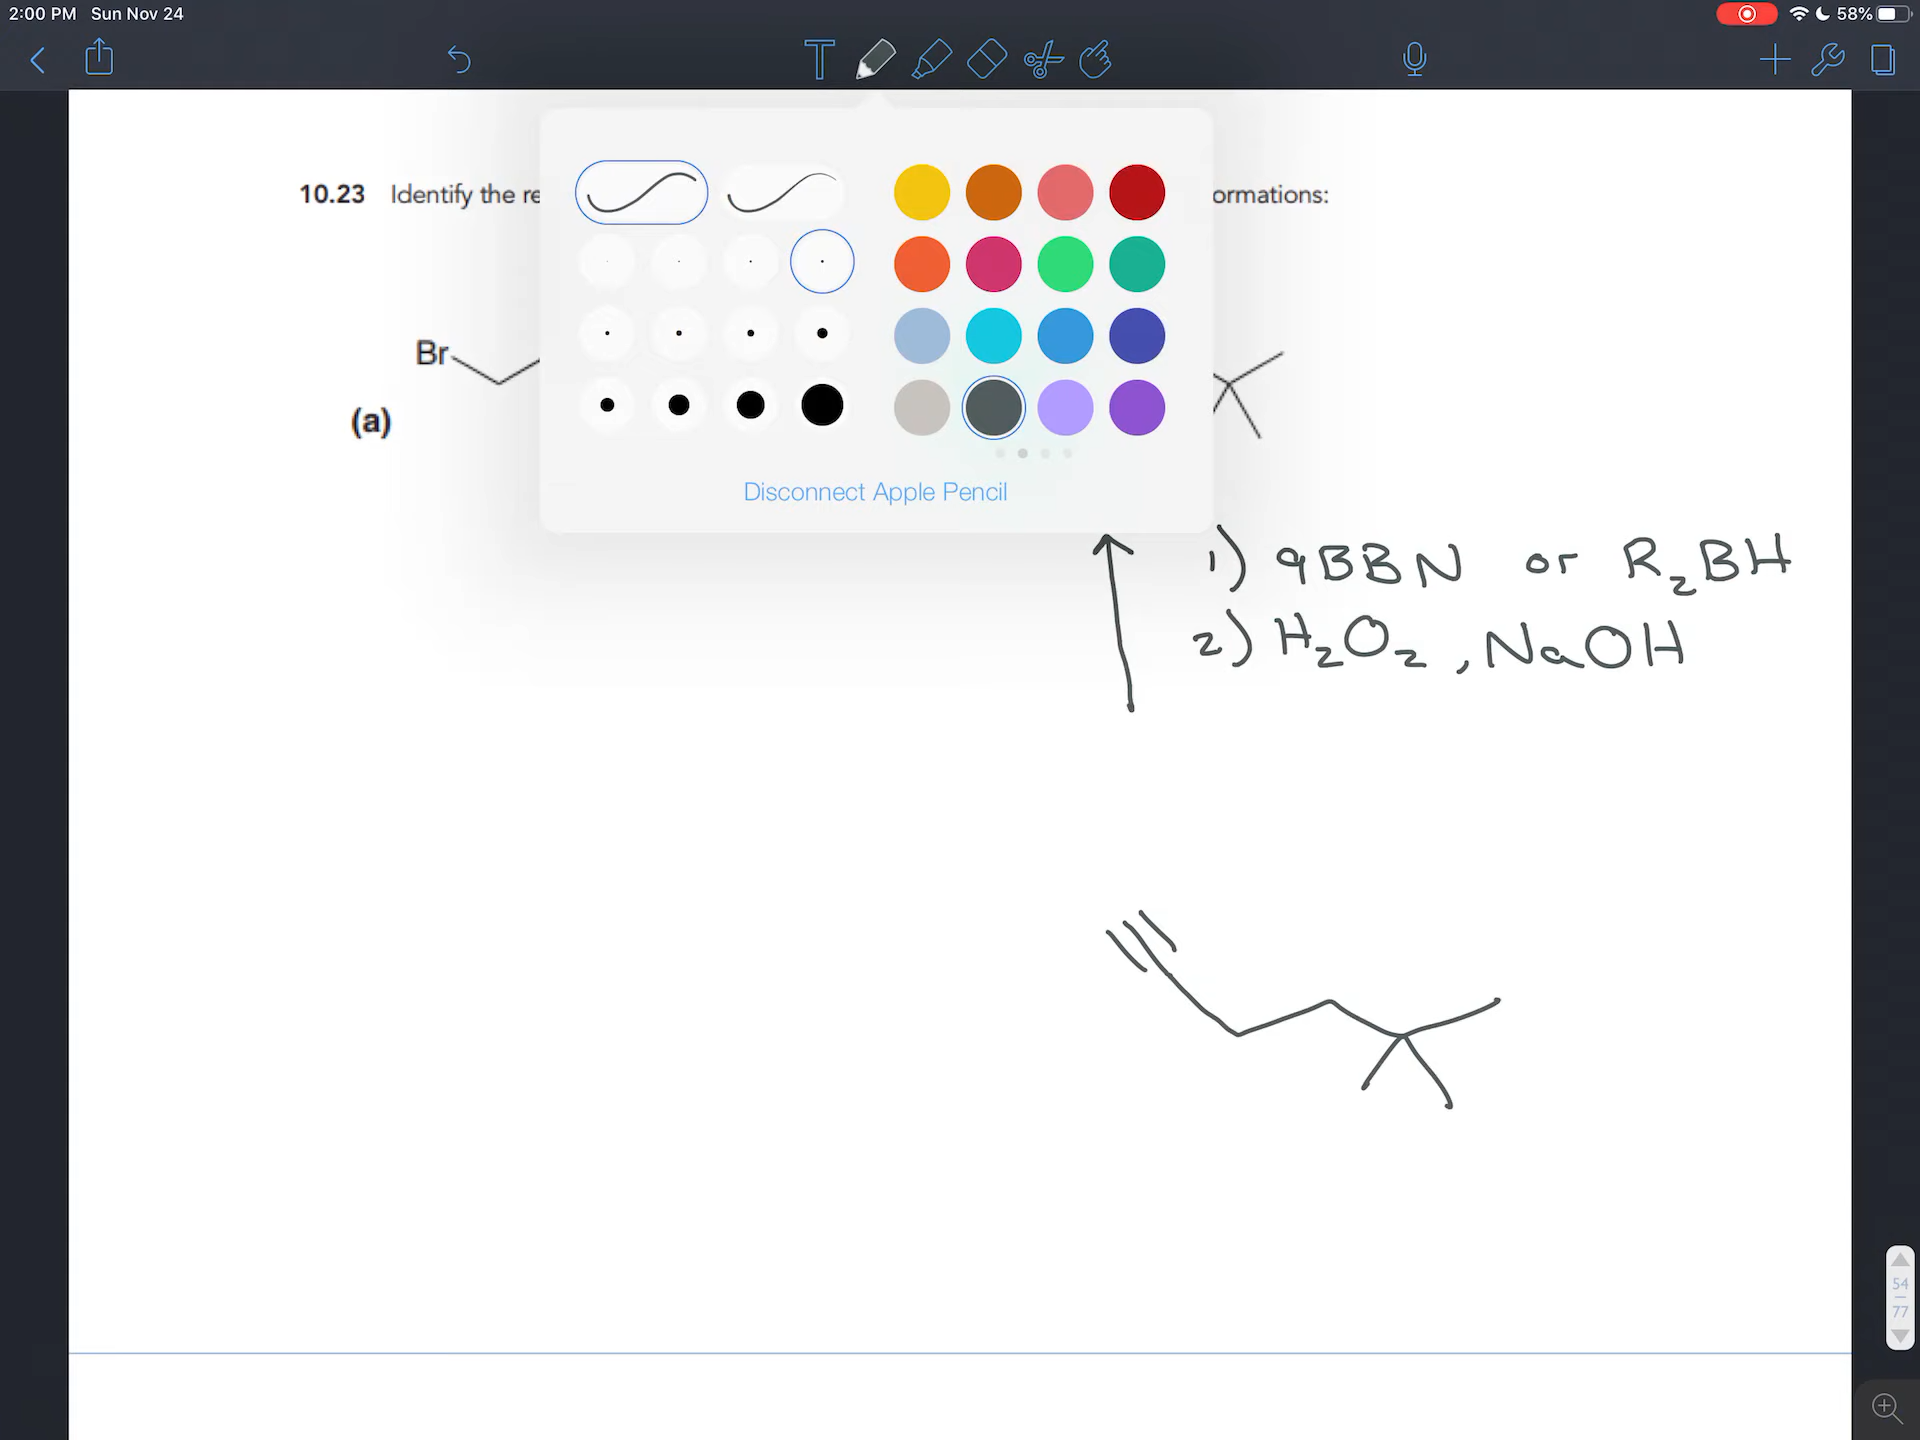 2:00 PM Sun Nov 24
58%
10.23 Identify the re
ormations:
Br
(a)
Disconnect Apple Pencil
1) 9BBN or R₂BH
2) H₂O₂, NaOH
54
77